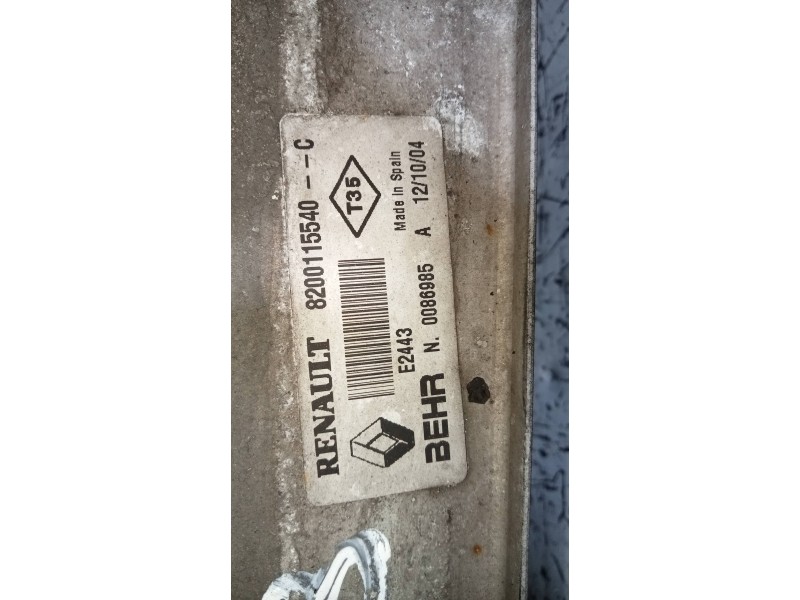 RENAULT 8200115540--C
T35
E2443
Made In Spain
BEHR N. 0086985 A 12/10/04